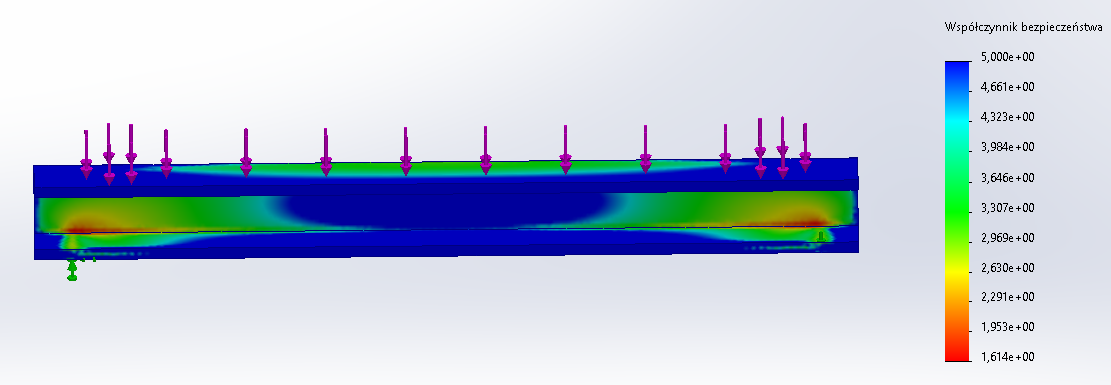 Współczynnik bezpieczeństwa
5,000e+00
4,661e+00
4,323e+00
3,984e+00
3,646e+00
3,307e+00
2,969e+00
2,630e+00
2,291e+00
1,953e+00
1,614e+00